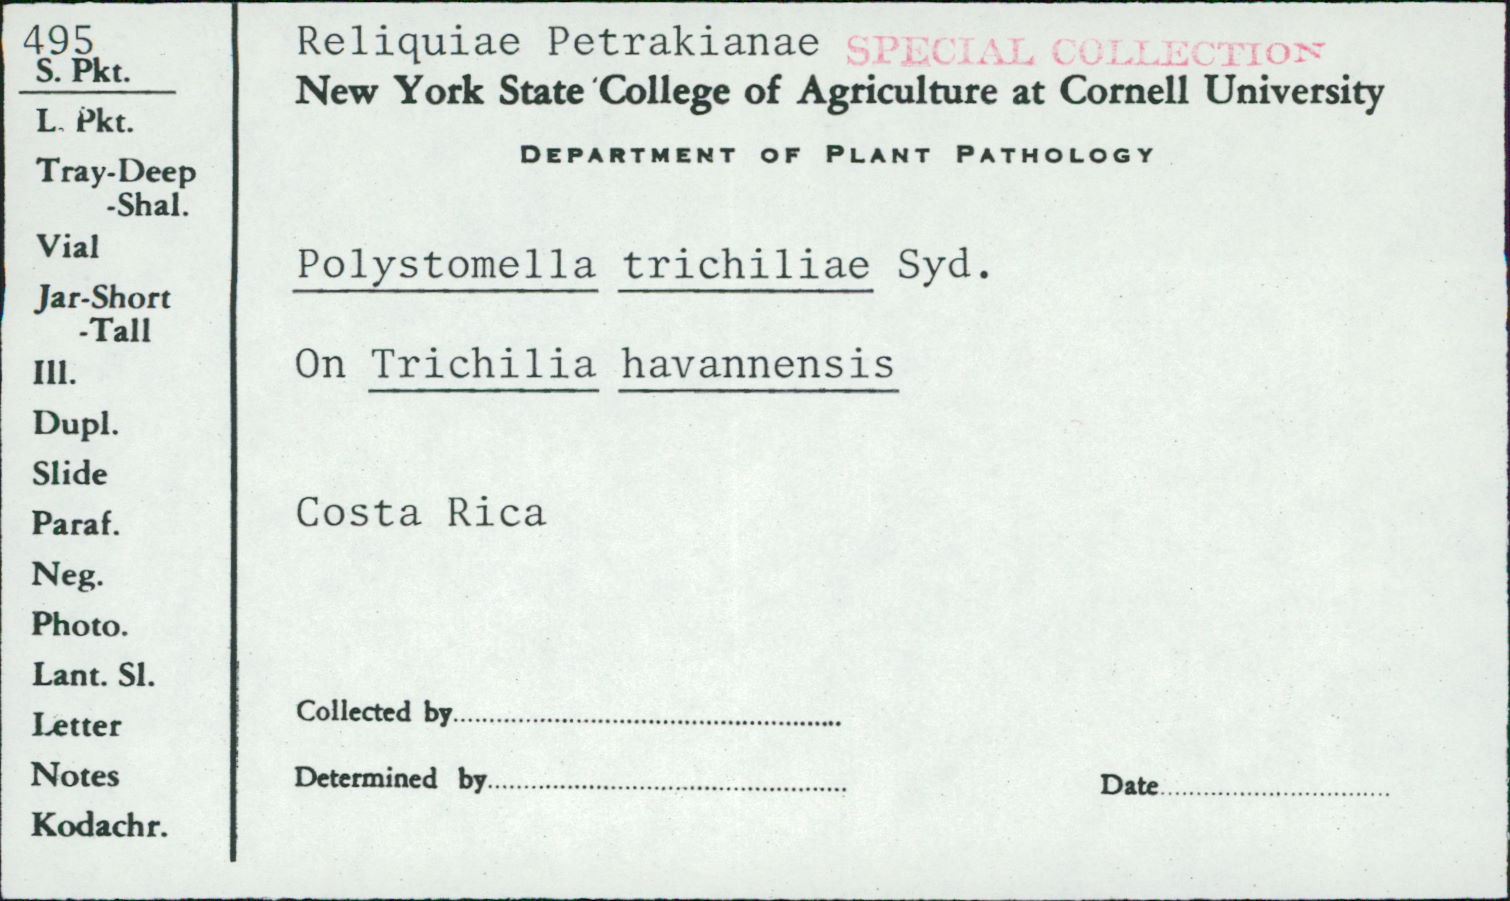 495
S. Pkt.
L. Pkt.
Tray-Deep
-Shal.
Vial
Jar-Short
-Tall
Ill.
Dupl.
Slide
Paraf.
Neg.
Photo.
Lant. Sl.
Letter
Notes
Kodachr.
Reliquiae Petrakianae SPECIAL COLLECTION
New York State College of Agriculture at Cornell University
DEPARTMENT OF PLANT PATHOLOGY
Polystomella trichiliae Syd.
On Trichilia havannensis
Costa Rica
Collected by
Determined by Date